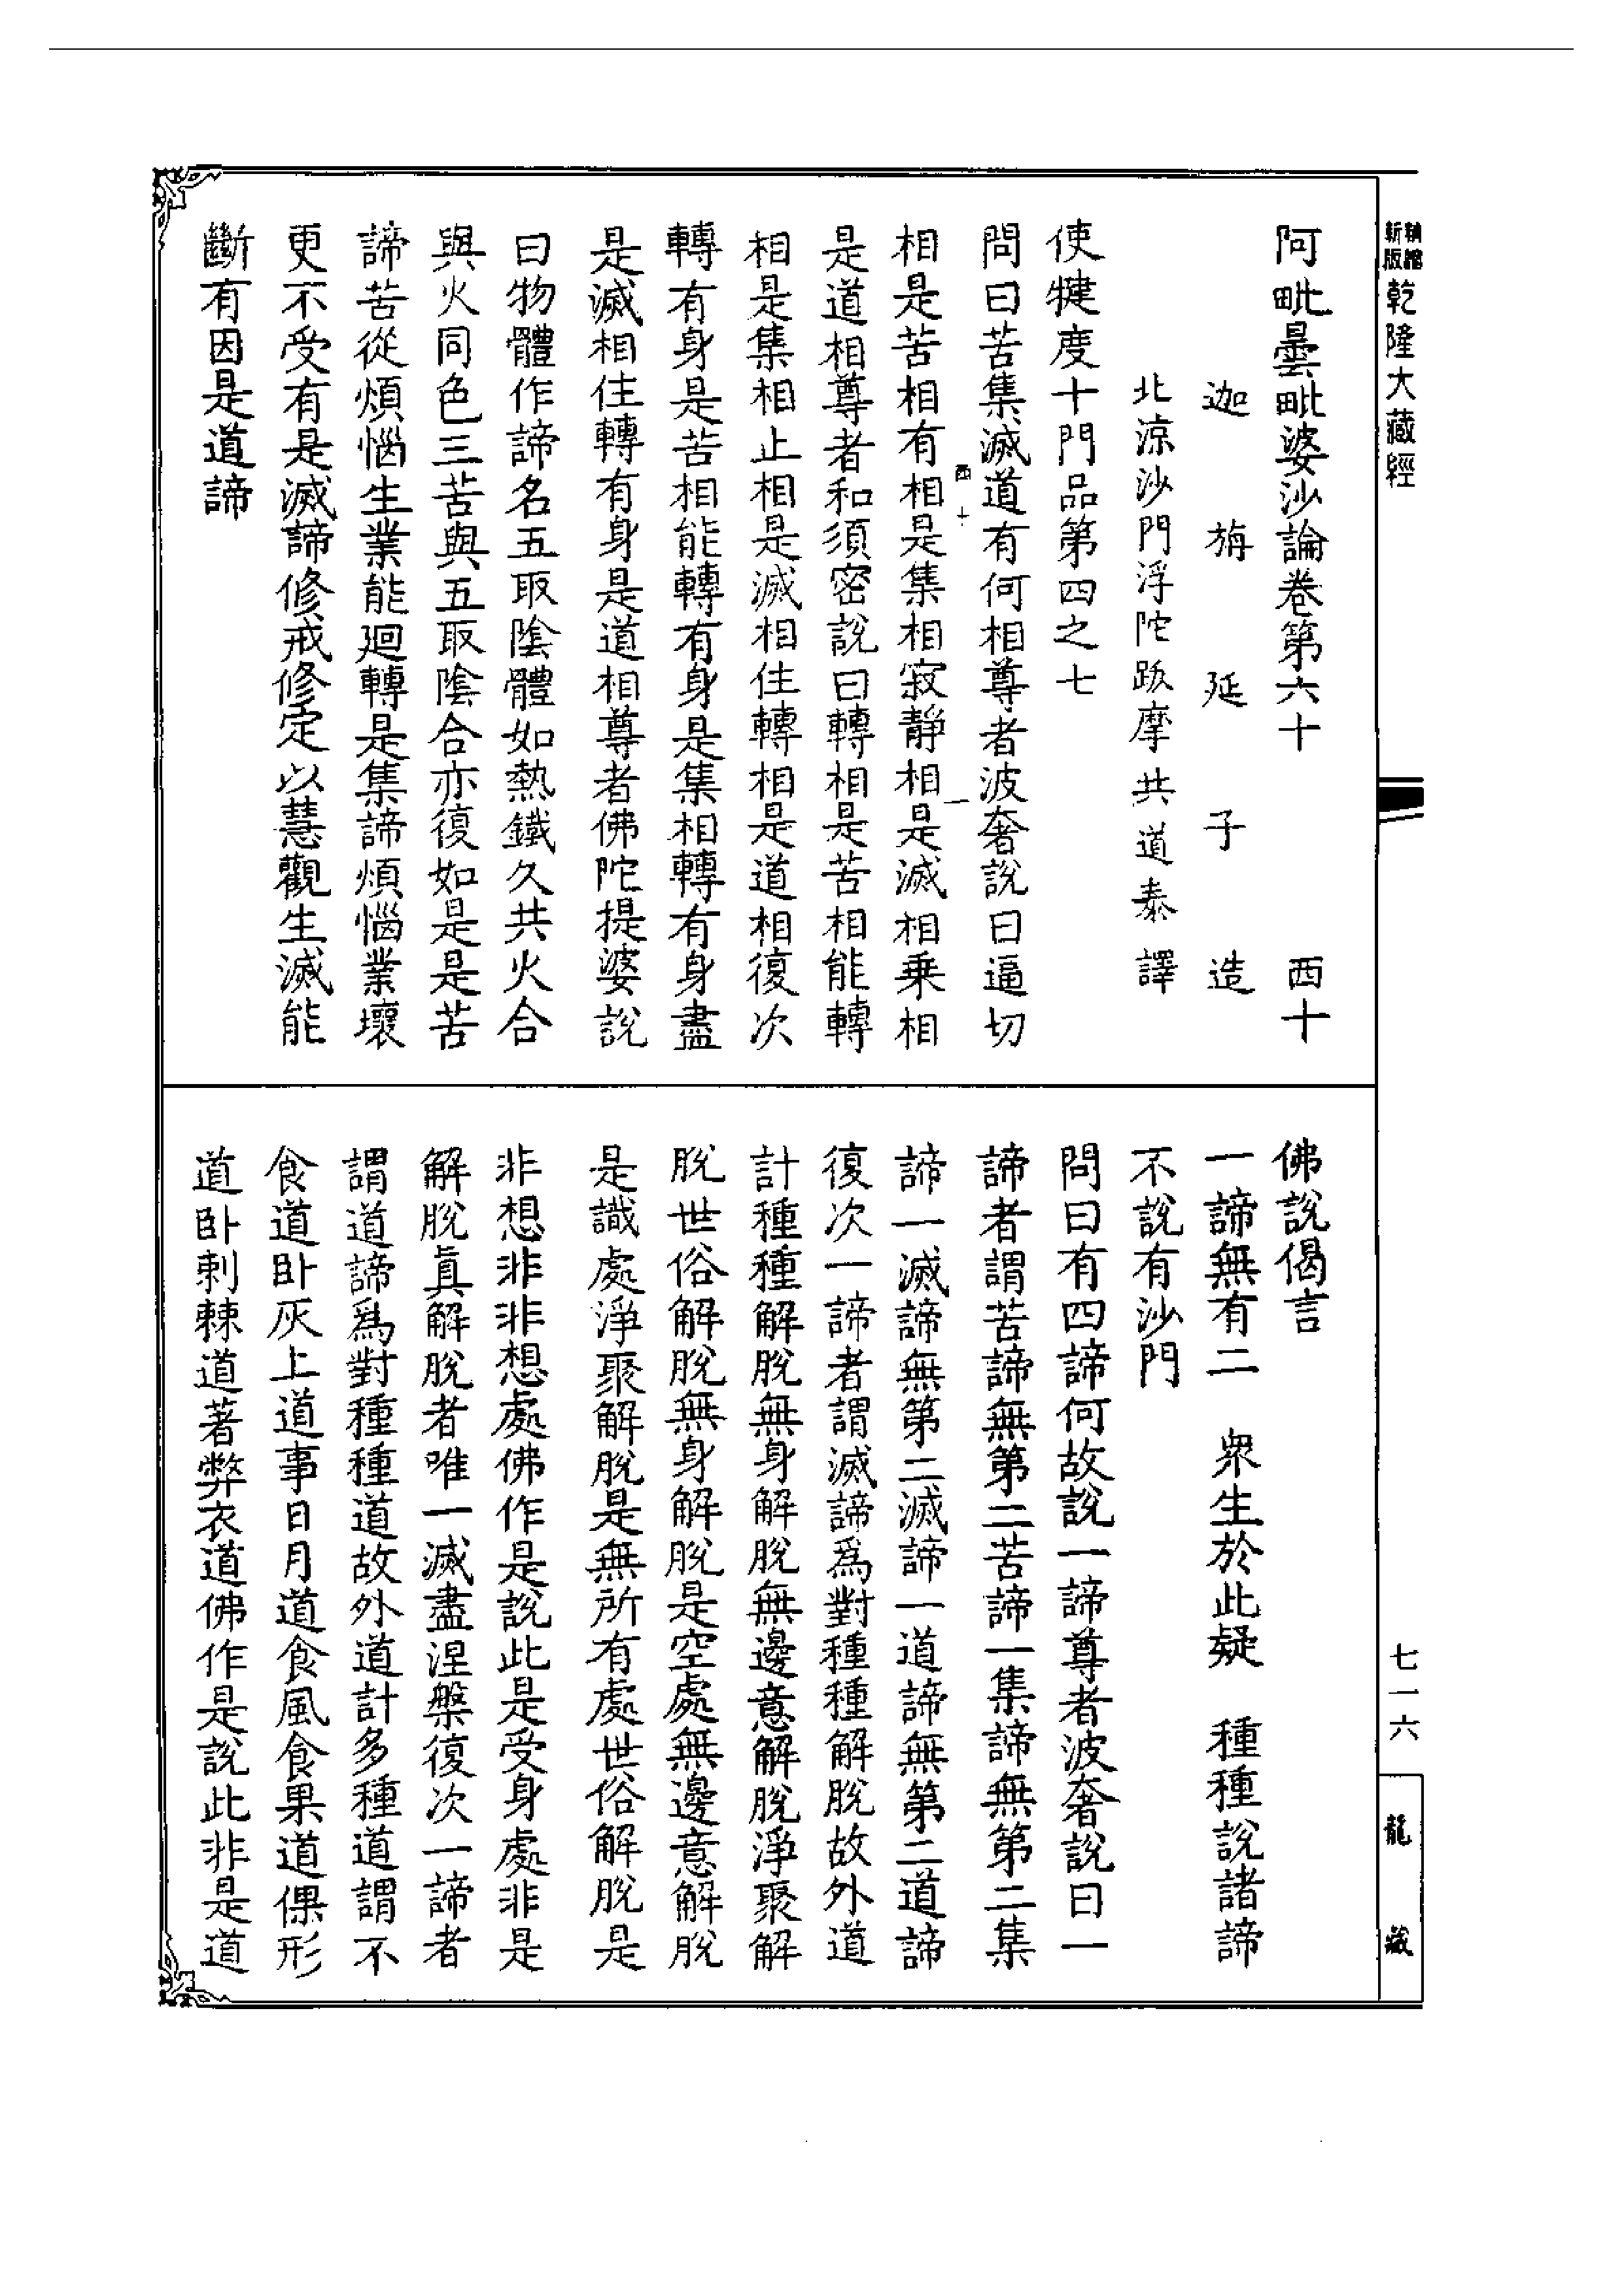 新版
精縮
乾隆大藏經
阿毗曇毗婆沙論卷第六十 西十
迦旃延子造
北涼沙門浮陀跋摩共道泰譯
使犍度十門品第四之七
問曰苦集滅道有何相尊者波奢說曰逼切
西十 一
相是苦相有相是集相寂靜相是滅相乘相
是道相尊者和須密說曰轉相是苦相能轉
相是集相止相是滅相住轉相是道相復次
轉有身是苦相能轉有身是集相轉有身盡
是滅相住轉有身是道相尊者佛陀提婆說
曰物體作諦名五取陰體如熱鐵久共火合
與火同色三苦與五取陰合亦復如是是苦
諦苦從煩惱生業能廻轉是集諦煩惱業壞
更不受有是滅諦修戒修定以慧觀生滅能
斷有因是道諦
佛說偈言
一諦無有二 衆生於此疑 種種說諸諦
不說有沙門
問曰有四諦何故說一諦尊者波奢說曰一
諦者謂苦諦無第二苦諦一集諦無第二集
諦一滅諦無第二滅諦一道諦無第二道諦
復次一諦者謂滅諦爲對種種解脫故外道
計種種解脫無身解脫無邊意解脫淨聚解
脫世俗解脫無身解脫是空處無邊意解脫
是識處淨聚解脫是無所有處世俗解脫是
非想非非想處佛作是說此是受身處非是
解脫真解脫者唯一滅盡涅槃復次一諦者
謂道諦爲對種種道故外道計多種道謂不
食道卧灰上道事日月道食風食果道倮形
道卧刺棘道著弊衣道佛作是說此非是道
七一六
龍藏